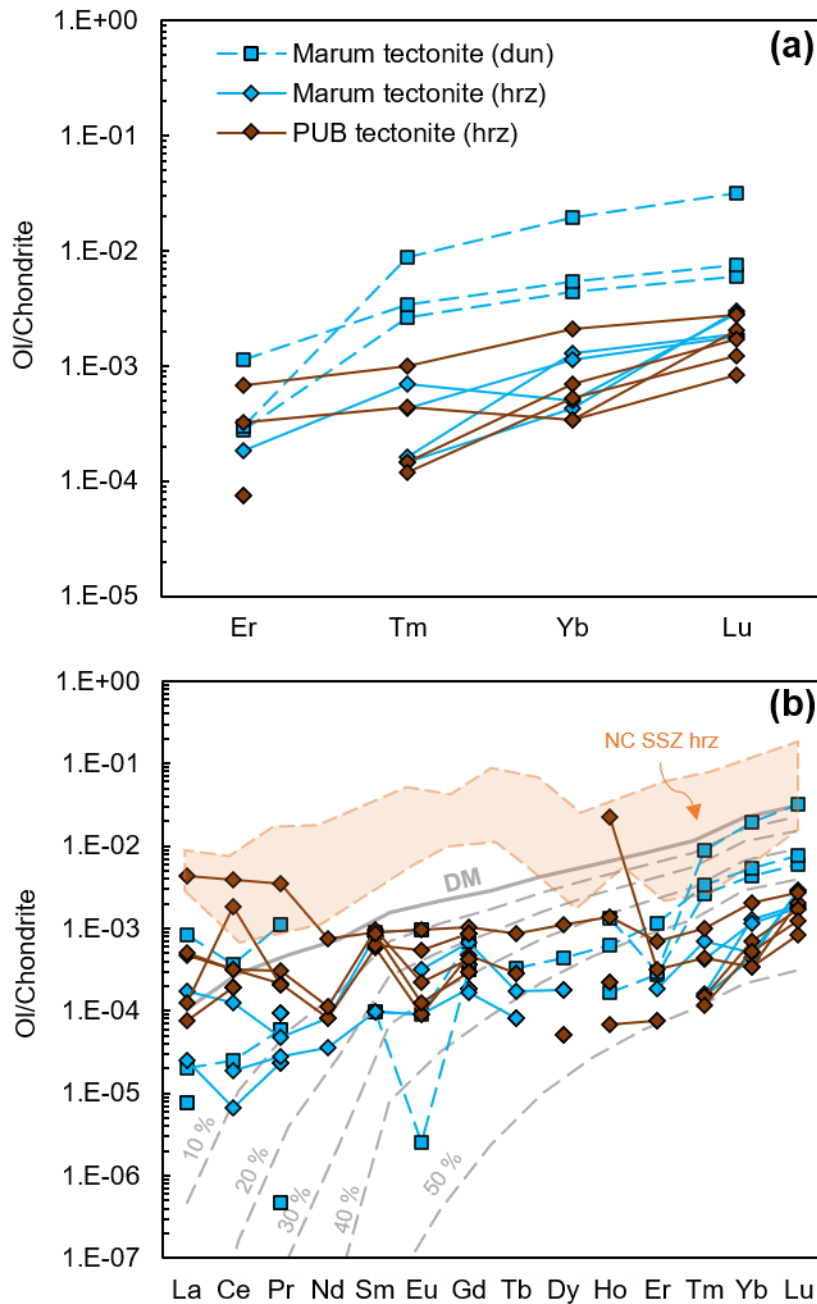 (a)
1.E+00
1.E-01
1.E-02
1.E-03
1.E-04
1.E-05
Ol/Chondrite
Marum tectonite (dun)
Marum tectonite (hrz)
PUB tectonite (hrz)
Er Tm Yb Lu
(b)
1.E+00
1.E-01
1.E-02
1.E-03
1.E-04
1.E-05
1.E-06
1.E-07
Ol/Chondrite
NC SSZ hrz
DM
10 %
20 %
30 %
40 %
50 %
La Ce Pr Nd Sm Eu Gd Tb Dy Ho Er Tm Yb Lu